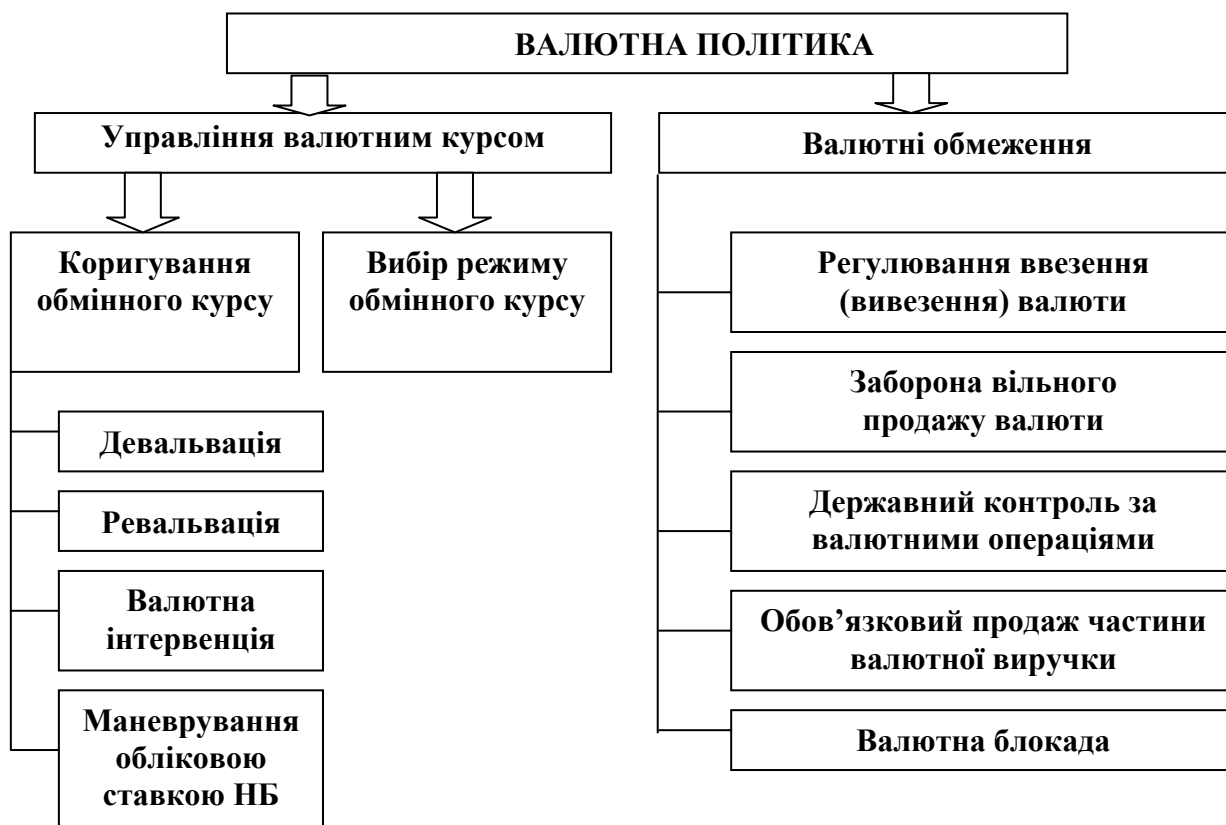 ВАЛЮТНА ПОЛІТИКА
Управління валютним курсом
Валютні обмеження
Коригування
обмінного курсу
Вибір режиму
обмінного курсу
Девальвація
Ревальвація
Валютна
інтервенція
Маневрування
обліковою
ставкою НБ
Регулювання ввезення
(вивезення) валюти
Заборона вільного
продажу валюти
Державний контроль за
валютними операціями
Обов’язковий продаж частини
валютної виручки
Валютна блокада